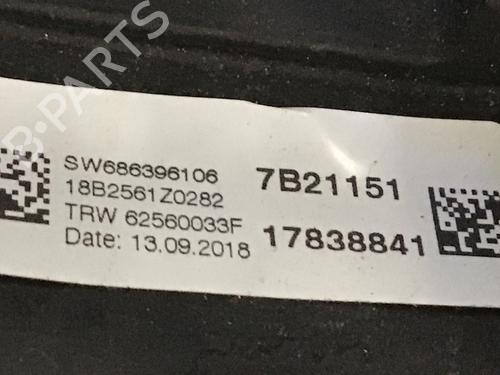 B-PARTS
SW686396106
18B2561Z0282
TRW 62560033F
Date: 13.09.2018
7B21151
17838841